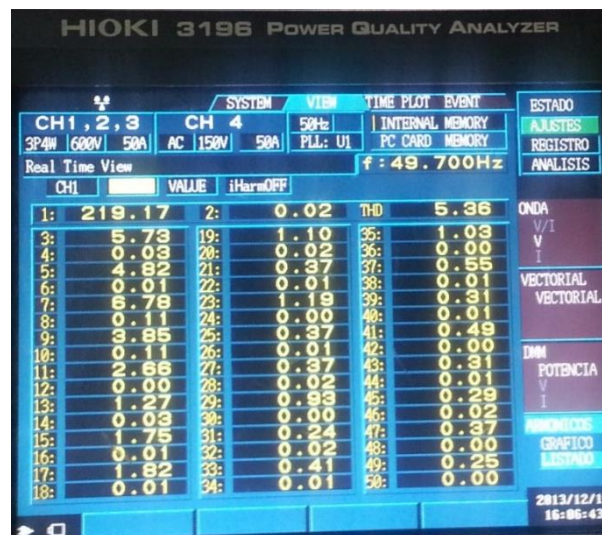 HIOKI 3196 POWER QUALITY ANALYZER
SYSTEM VIEW TIME PLOT EVENT
CH1,2,3 CH 4 50Hz INTERNAL MEMORY
3P4W 600V 50A AC 150V 50A PLL: U1 PC CARD MEMORY
Real Time View f:49.700Hz
CH1 VALUE iHarmOFF
1: 219.17 2: 0.02 THD 5.36
3: 5.73 19: 1.10 35: 1.03
4: 0.03 20: 0.02 36: 0.00
5: 4.82 21: 0.37 37: 0.55
6: 0.01 22: 0.01 38: 0.01
7: 6.78 23: 1.19 39: 0.31
8: 0.11 24: 0.00 40: 0.01
9: 3.85 25: 0.37 41: 0.49
10: 0.11 26: 0.01 42: 0.00
11: 2.66 27: 0.37 43: 0.31
12: 0.00 28: 0.02 44: 0.01
13: 1.27 29: 0.93 45: 0.29
14: 0.03 30: 0.00 46: 0.02
15: 1.75 31: 0.24 47: 0.37
16: 0.01 32: 0.02 48: 0.00
17: 1.82 33: 0.41 49: 0.25
18: 0.01 34: 0.01 50: 0.00
ESTADO
AJUSTES
REGISTRO
ANALISIS
ONDA
V/I
V
I
VECTORIAL
VECTORIAL
DMM
POTENCIA
V
I
ARMONICOS
GRAFICO
LISTADO
2013/12/1
16:06:43